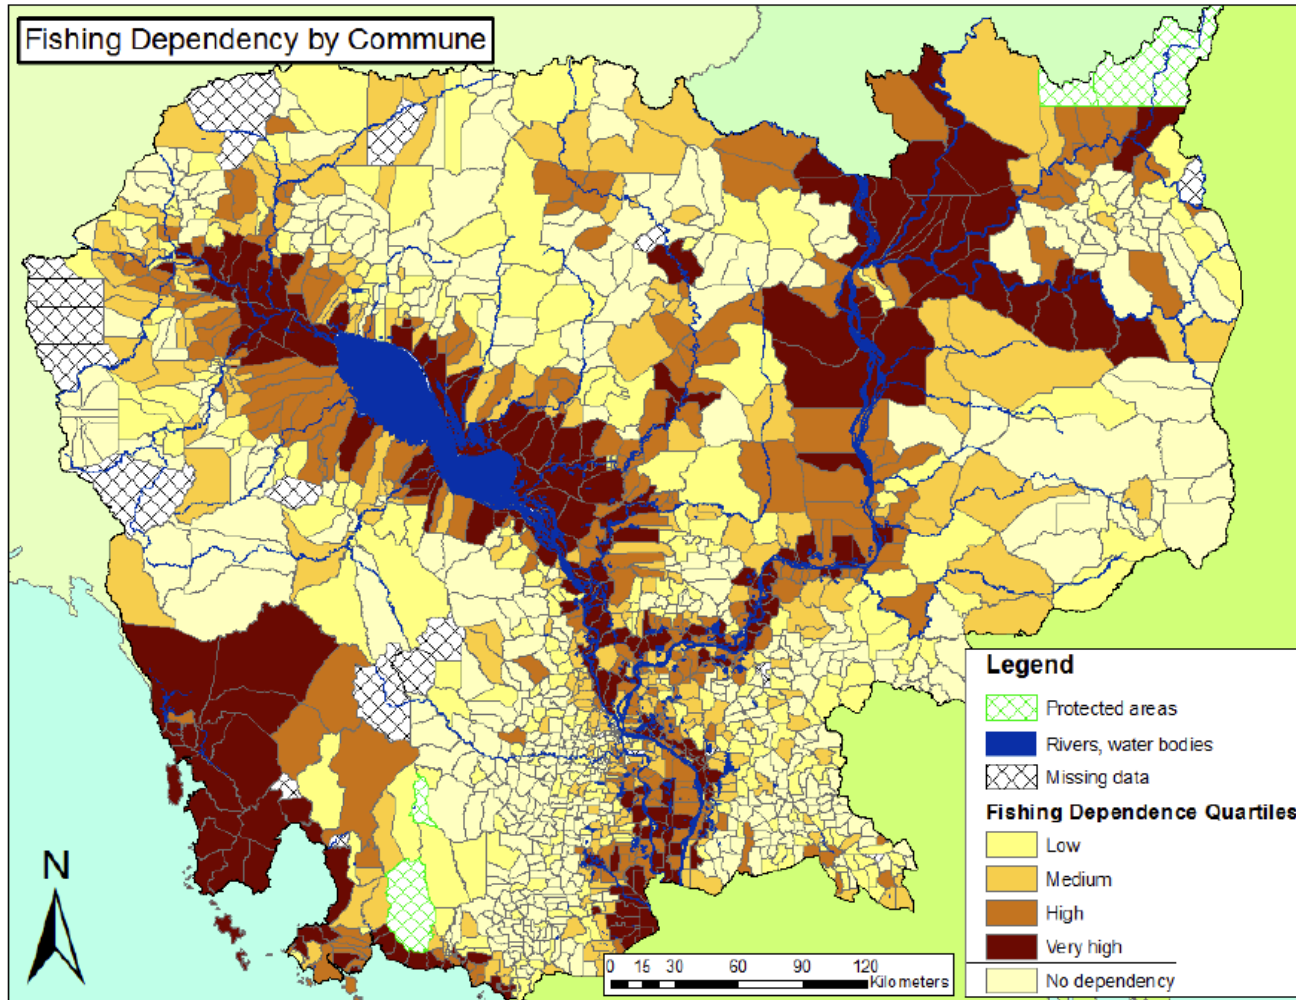 Fishing Dependency by Commune
Legend
Protected areas
Rivers, water bodies
Missing data
Fishing Dependence Quartiles
Low
Medium
High
Very high
No dependency
N
0 15 30 60 90 120
Kilometers